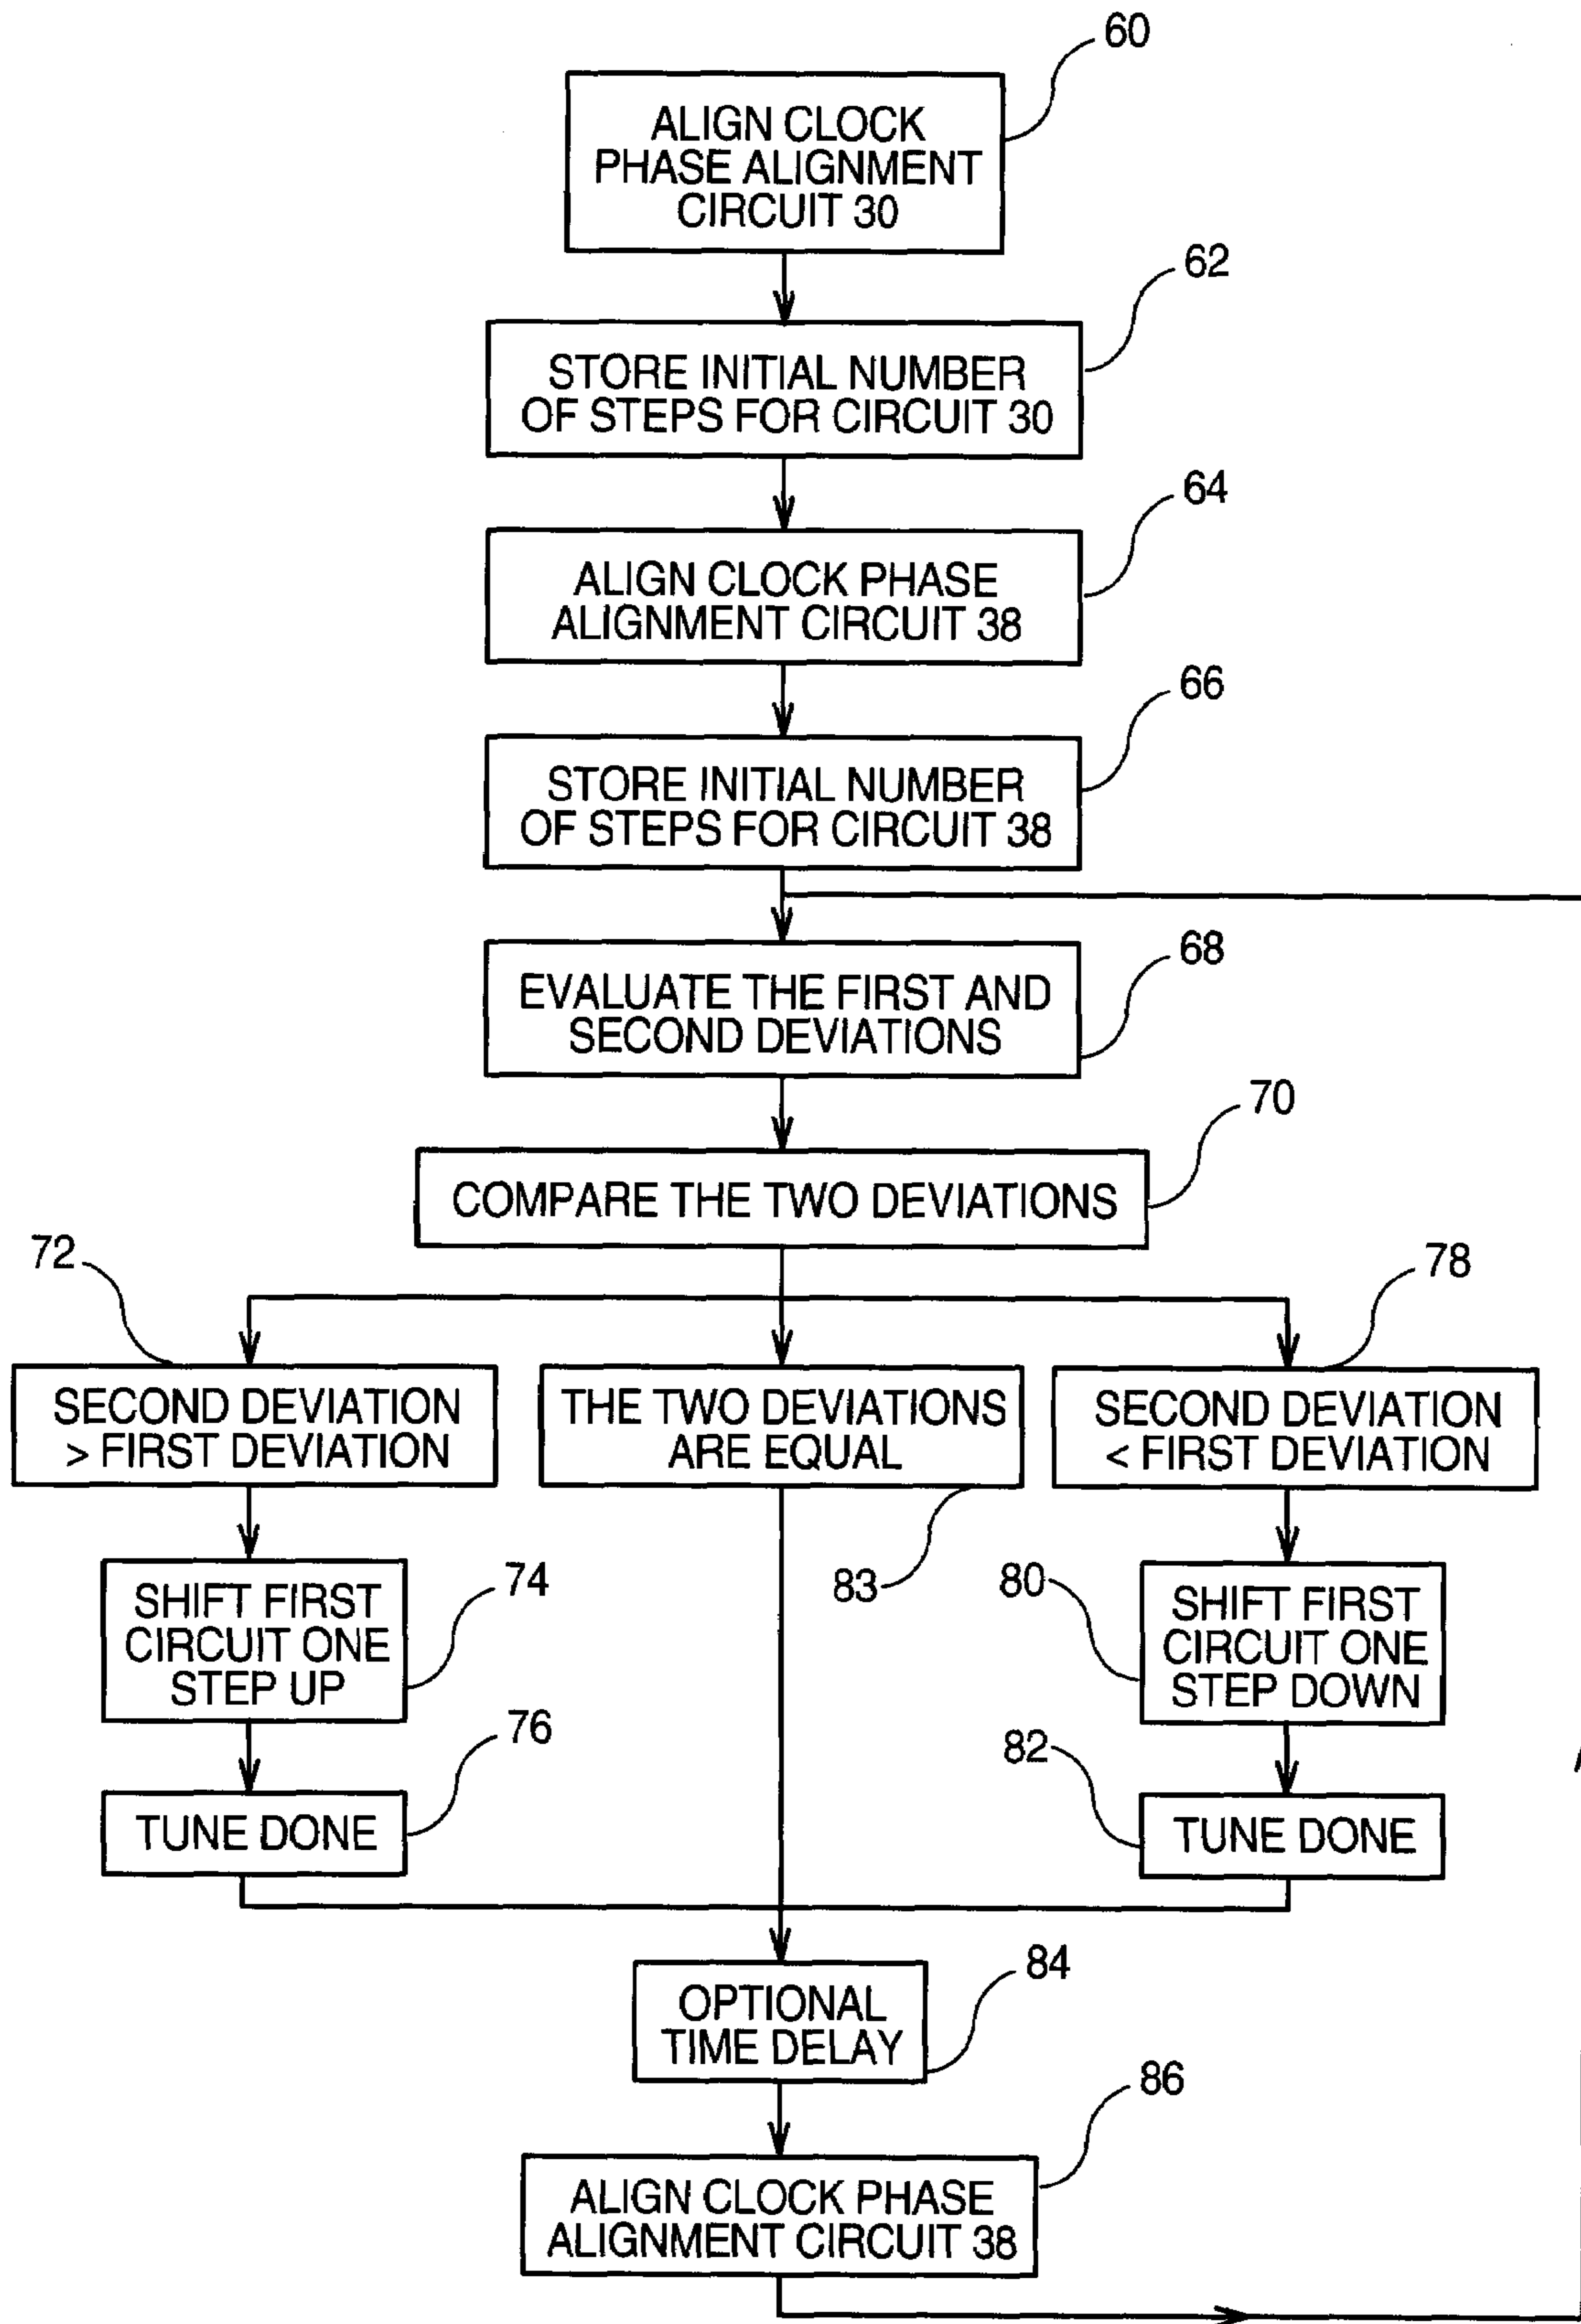 60
ALIGN CLOCK
PHASE ALIGNMENT
CIRCUIT 30
62
STORE INITIAL NUMBER
OF STEPS FOR CIRCUIT 30
64
ALIGN CLOCK PHASE
ALIGNMENT CIRCUIT 38
66
STORE INITIAL NUMBER
OF STEPS FOR CIRCUIT 38
68
EVALUATE THE FIRST AND
SECOND DEVIATIONS
70
COMPARE THE TWO DEVIATIONS
72
78
SECOND DEVIATION
> FIRST DEVIATION
THE TWO DEVIATIONS
ARE EQUAL
SECOND DEVIATION
< FIRST DEVIATION
83
74
SHIFT FIRST
CIRCUIT ONE
STEP UP
80
SHIFT FIRST
CIRCUIT ONE
STEP DOWN
76
TUNE DONE
82
TUNE DONE
84
OPTIONAL
TIME DELAY
86
ALIGN CLOCK PHASE
ALIGNMENT CIRCUIT 38